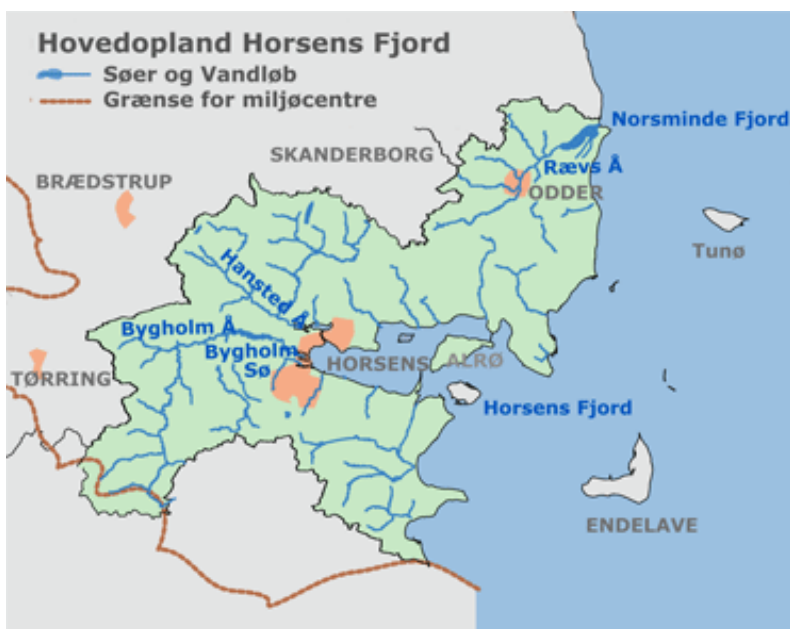 Hovedopland Horsens Fjord
Søer og Vandløb
Grænse for miljøcentre
Norsminde Fjord
SKANDERBORG
Rævs Å
BRÆDSTRUP
ODDER
Tunø
Hansted Å
Bygholm Å
Bygholm
Sø
HORSENS
ALRØ
TØRRING
Horsens Fjord
ENDELAVE